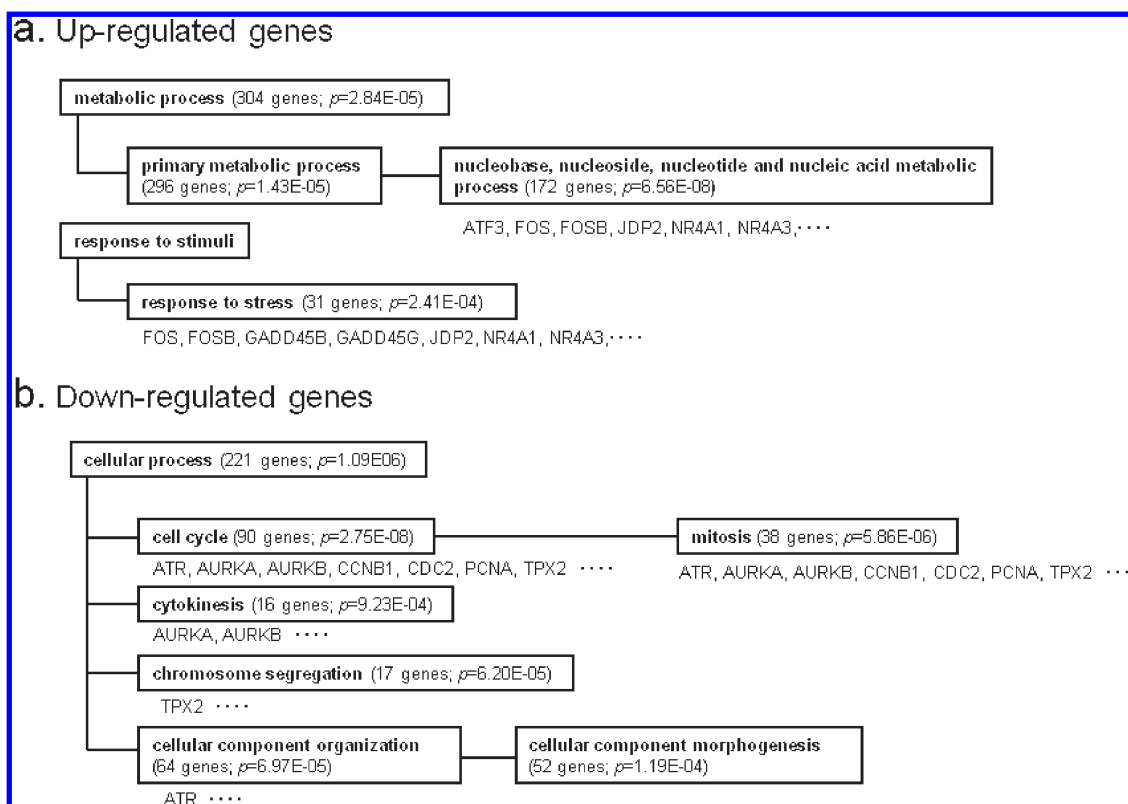 a. Up-regulated genes
metabolic process (304 genes; p=2.84E-05)
primary metabolic process
(296 genes; p=1.43E-05)
nucleobase, nucleoside, nucleotide and nucleic acid metabolic
process (172 genes; p=6.56E-08)
ATF3, FOS, FOSB, JDP2, NR4A1, NR4A3,····
response to stimuli
response to stress (31 genes; p=2.41E-04)
FOS, FOSB, GADD45B, GADD45G, JDP2, NR4A1, NR4A3,····
b. Down-regulated genes
cellular process (221 genes; p=1.09E06)
cell cycle (90 genes; p=2.75E-08)
mitosis (38 genes; p=5.86E-06)
ATR, AURKA, AURKB, CCNB1, CDC2, PCNA, TPX2 ····
ATR, AURKA, AURKB, CCNB1, CDC2, PCNA, TPX2 ···
cytokinesis (16 genes; p=9.23E-04)
AURKA, AURKB ····
chromosome segregation (17 genes; p=6.20E-05)
TPX2 ····
cellular component organization
(64 genes; p=6.97E-05)
cellular component morphogenesis
(52 genes; p=1.19E-04)
ATR ····